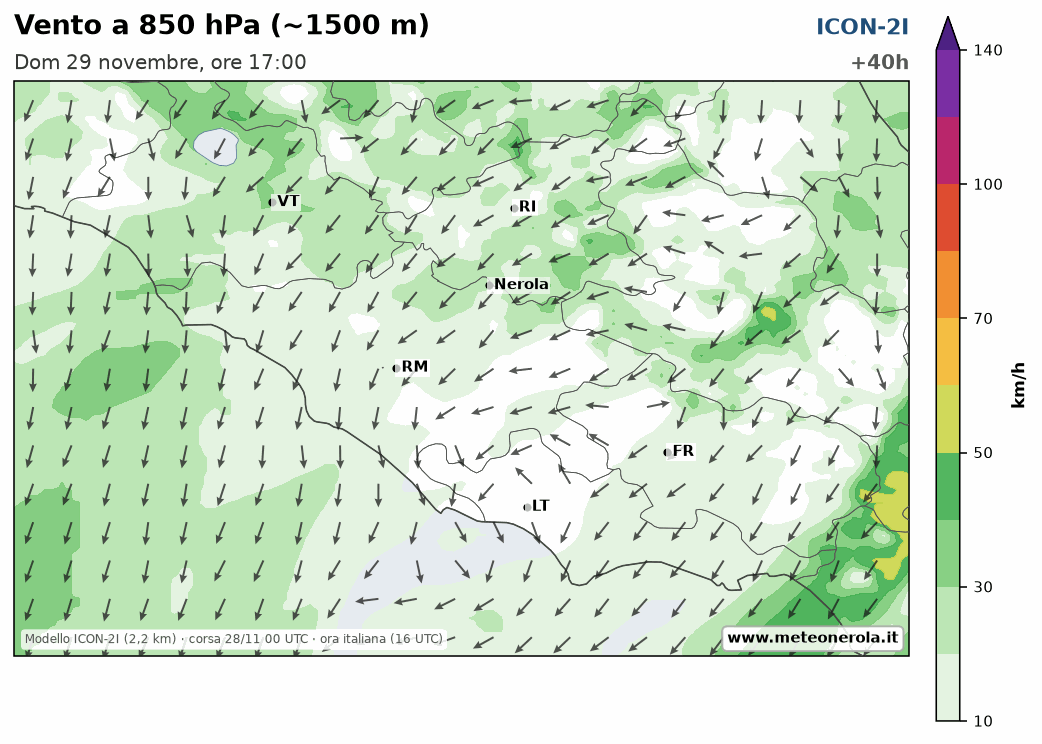 Vento a 850 hPa (~1500 m)
ICON-2I
Dom 29 novembre, ore 17:00
+40h
VT
RI
Nerola
RM
FR
LT
140
100
70
50
30
10
km/h
Modello ICON-2I (2,2 km) · corsa 28/11 00 UTC · ora italiana (16 UTC)
www.meteonerola.it